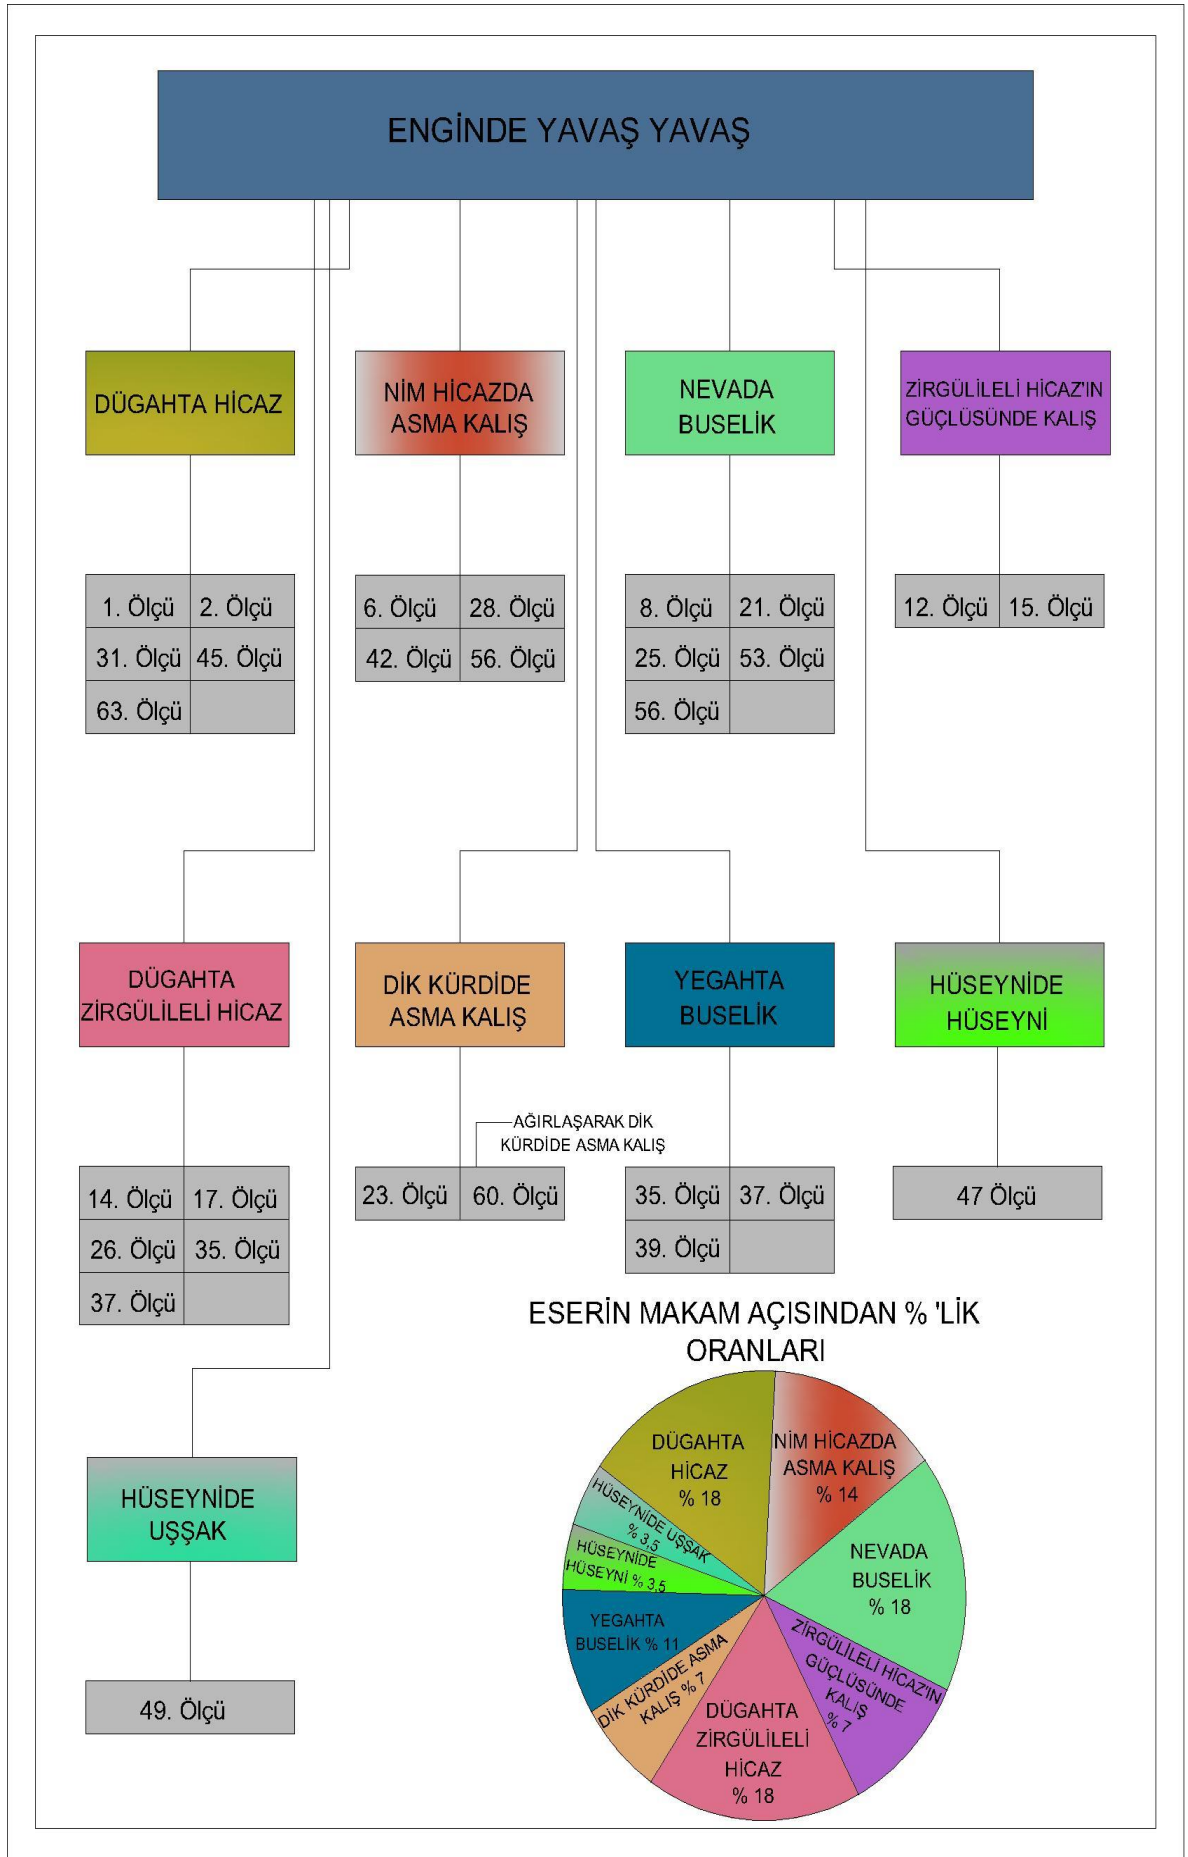 ENGİNDE YAVAŞ YAVAŞ
DÜGAHTA HİCAZ
NİM HİCAZDA
ASMA KALIŞ
NEVADA
BUSELİK
ZİRGÜLİLELİ HİCAZ'IN
GÜÇLÜSÜNDE KALIŞ
1. Ölçü 2. Ölçü
31. Ölçü 45. Ölçü
63. Ölçü
6. Ölçü 28. Ölçü
42. Ölçü 56. Ölçü
8. Ölçü 21. Ölçü
25. Ölçü 53. Ölçü
56. Ölçü
12. Ölçü 15. Ölçü
DÜGAHTA
ZİRGÜLİLELİ HİCAZ
DİK KÜRDİDE
ASMA KALIŞ
YEGAHTA
BUSELİK
HÜSEYNİDE
HÜSEYNİ
AĞIRLAŞARAK DİK
KÜRDİDE ASMA KALIŞ
14. Ölçü 17. Ölçü
26. Ölçü 35. Ölçü
37. Ölçü
23. Ölçü 60. Ölçü
35. Ölçü 37. Ölçü
39. Ölçü
47 Ölçü
HÜSEYNİDE
UŞŞAK
49. Ölçü
ESERİN MAKAM AÇISINDAN % 'LİK
ORANLARI
DÜGAHTA
HİCAZ
% 18
NİM HİCAZDA
ASMA KALIŞ
% 14
NEVADA
BUSELİK
% 18
ZİRGÜLİLELİ HİCAZ'IN
GÜÇLÜSÜNDE
KALIŞ
% 7
DÜGAHTA
ZİRGÜLİLELİ
HİCAZ
% 18
DİK KÜRDİDE ASMA
KALIŞ % 7
YEGAHTA
BUSELİK % 11
HÜSEYNİDE
HÜSEYNİ % 3,5
HÜSEYNİDE UŞŞAK
% 3,5